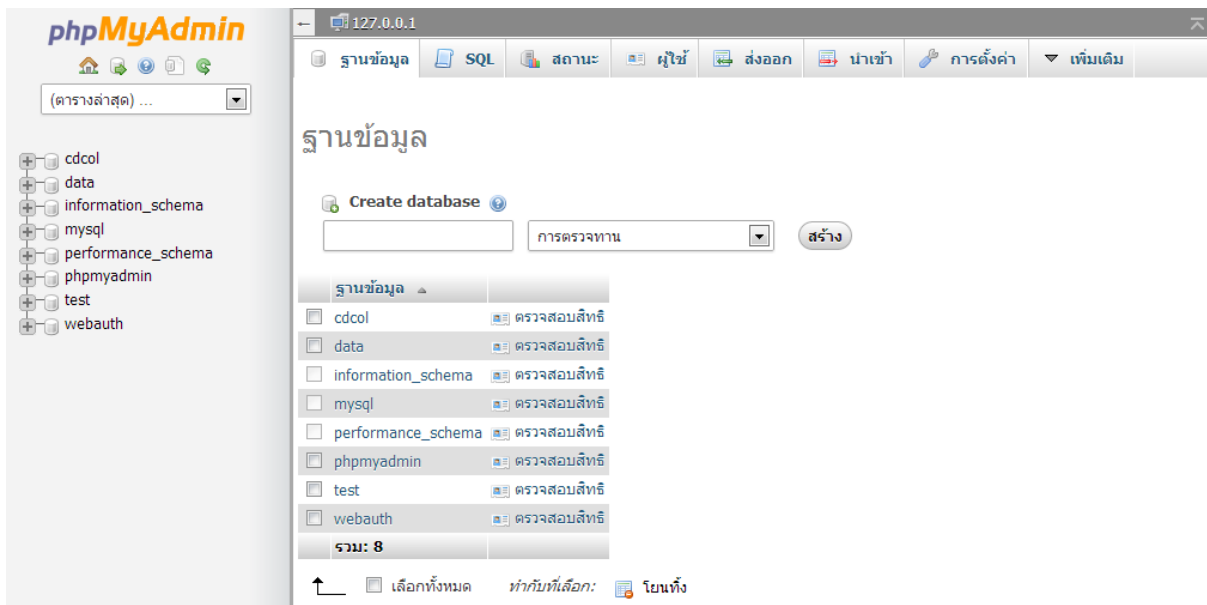 phpMyAdmin
(ตารางล่าสุด) ...
cdcol
data
information_schema
mysql
performance_schema
phpmyadmin
test
webauth
127.0.0.1
ฐานข้อมูล SQL สถานะ ผู้ใช้ ส่งออก นำเข้า การตั้งค่า เพิ่มเติม
ฐานข้อมูล
Create database
การตรวจทาน สร้าง
ฐานข้อมูล
cdcol ตรวจสอบสิทธิ
data ตรวจสอบสิทธิ
information_schema ตรวจสอบสิทธิ
mysql ตรวจสอบสิทธิ
performance_schema ตรวจสอบสิทธิ
phpmyadmin ตรวจสอบสิทธิ
test ตรวจสอบสิทธิ
webauth ตรวจสอบสิทธิ
รวม: 8
เลือกทั้งหมด ทำกับที่เลือก: โยนทิ้ง